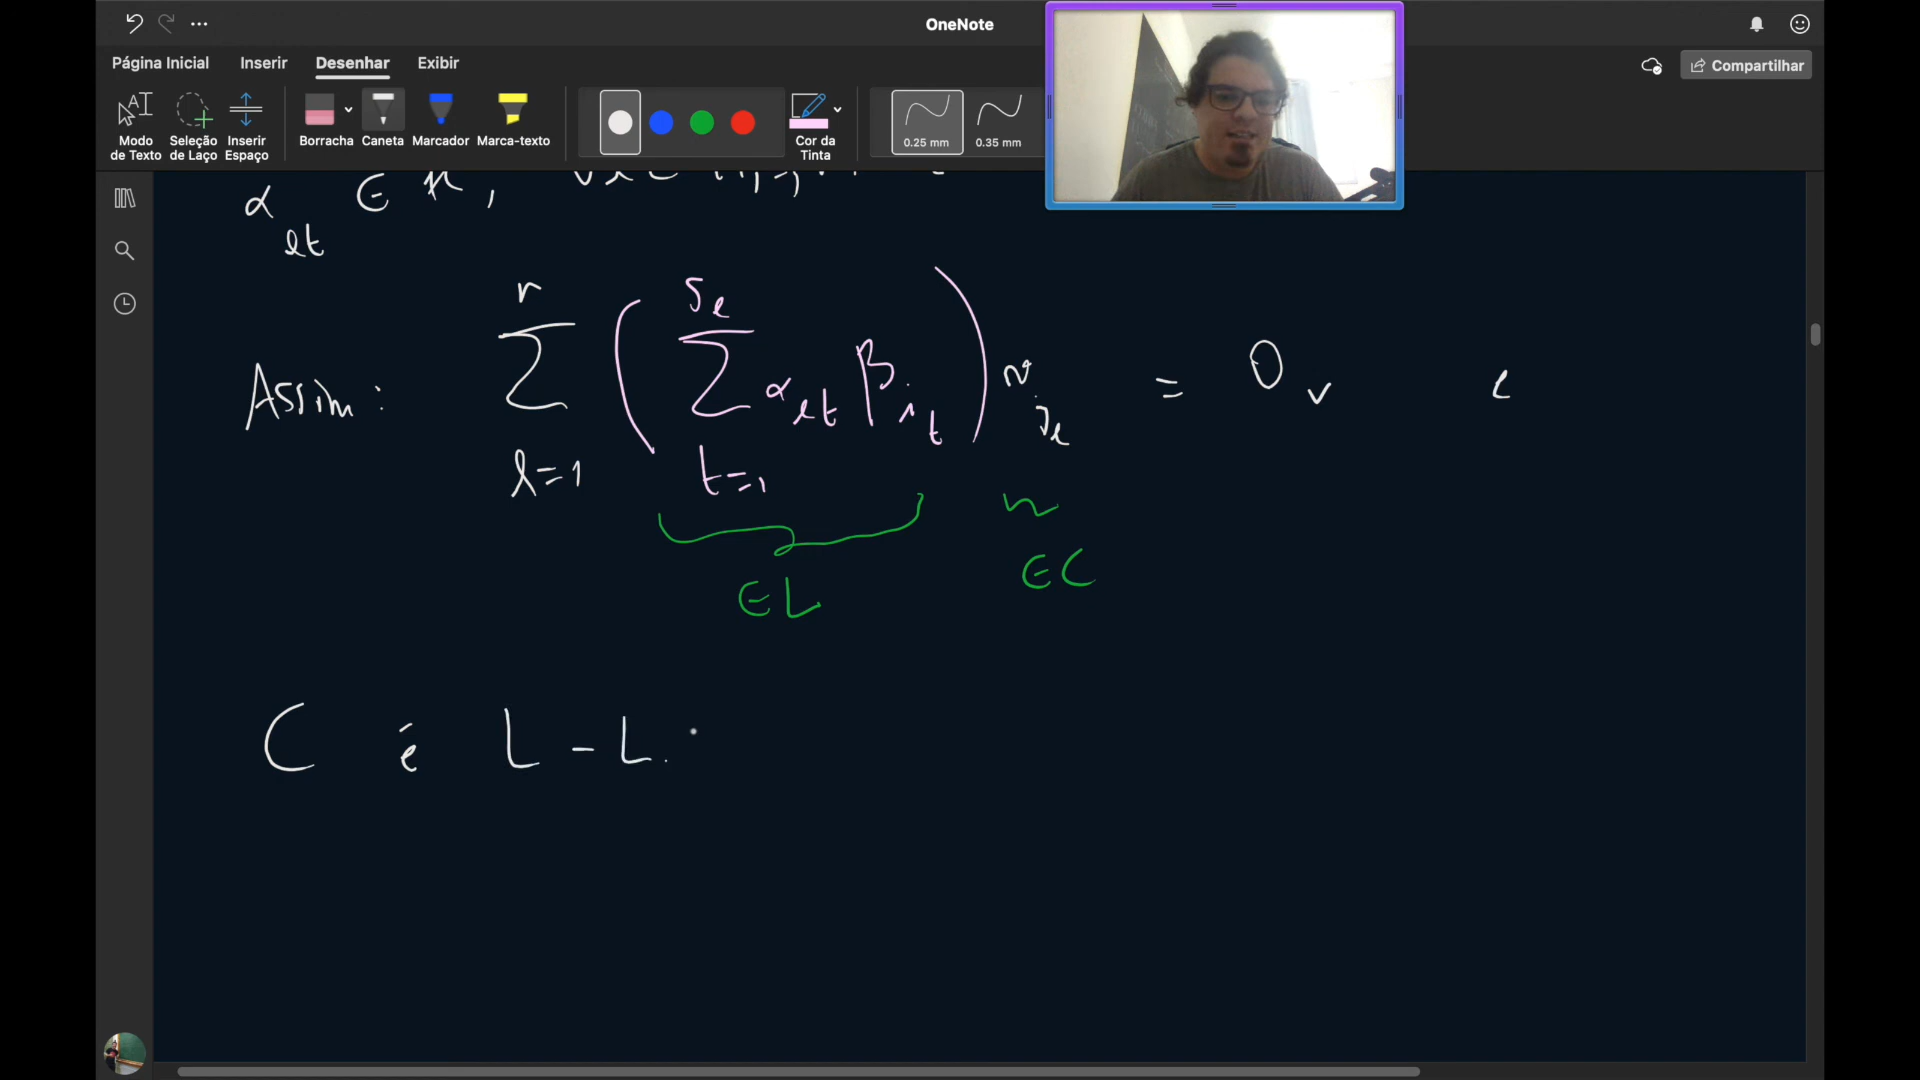 OneNote
Página Inicial Inserir Desenhar Exibir Compartilhar
Modo de Texto Seleção de Laço Inserir Espaço Borracha Caneta Marcador Marca-texto Cor da Tinta 0.25 mm 0.35 mm
α_{lt} ∈ K,
Assim: ∑_{l=1}^{r} ( ∑_{t=1}^{s_l} α_{lt} β_{i_t} ) v_{j_l} = 0_V e
∈ L ∈ C
C é L-L.